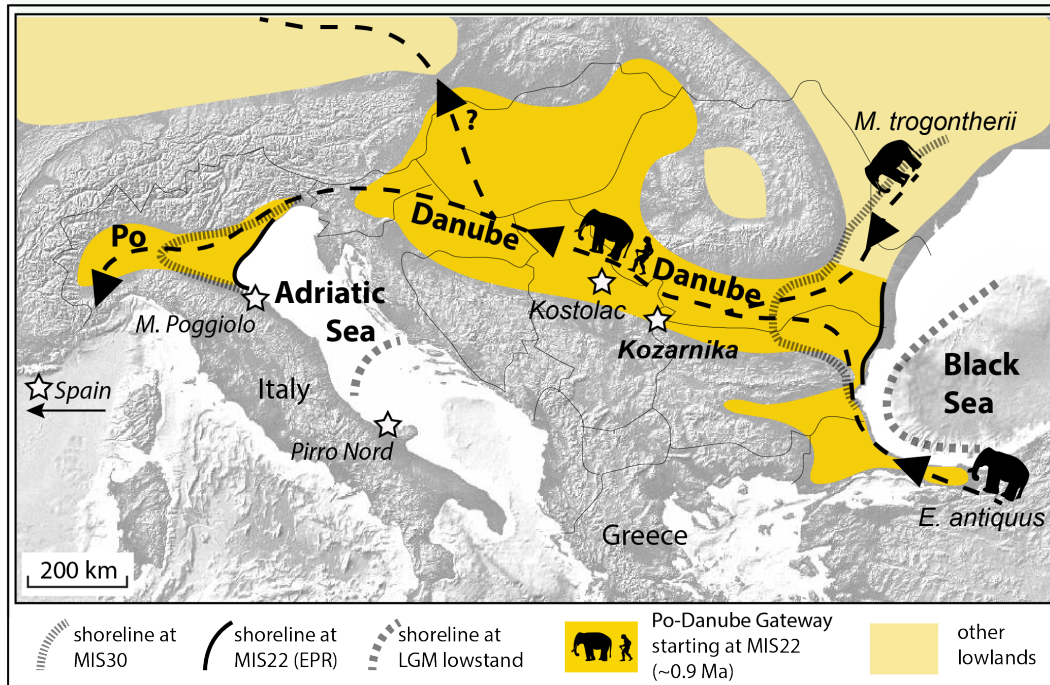 M. trogontherii
?
Po
Danube
Danube
Adriatic
Sea
M. Poggiolo
Kostolac
Kozarnika
Black
Sea
Spain
Italy
Pirro Nord
E. antiquus
Greece
200 km
shoreline at
MIS30
shoreline at
MIS22 (EPR)
shoreline at
LGM lowstand
Po-Danube Gateway
starting at MIS22
(~0.9 Ma)
other
lowlands